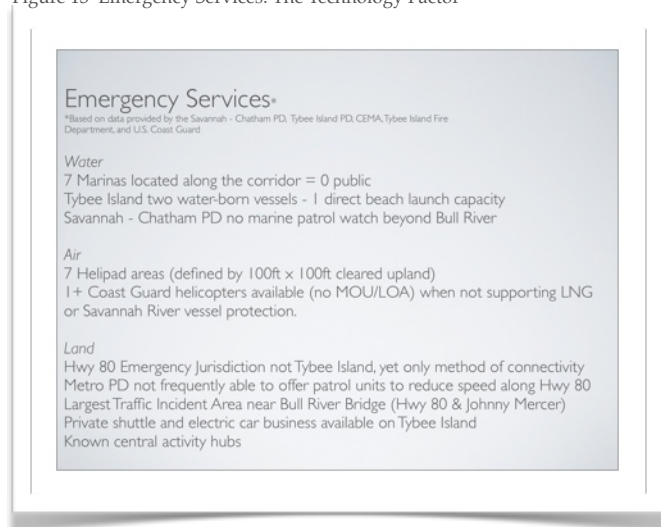 Figure 13 Emergency Services: The Technology Factor
Emergency Services*
*Based on data provided by the Savannah - Chatham PD, Tybee Island PD, CEMA, Tybee Island Fire
Department, and U.S. Coast Guard
Water
7 Marinas located along the corridor = 0 public
Tybee Island two water-born vessels - 1 direct beach launch capacity
Savannah - Chatham PD no marine patrol watch beyond Bull River
Air
7 Helipad areas (defined by 100ft x 100ft cleared upland)
1+ Coast Guard helicopters available (no MOU/LOA) when not supporting LNG
or Savannah River vessel protection.
Land
Hwy 80 Emergency Jurisdiction not Tybee Island, yet only method of connectivity
Metro PD not frequently able to offer patrol units to reduce speed along Hwy 80
Largest Traffic Incident Area near Bull River Bridge (Hwy 80 & Johnny Mercer)
Private shuttle and electric car business available on Tybee Island
Known central activity hubs